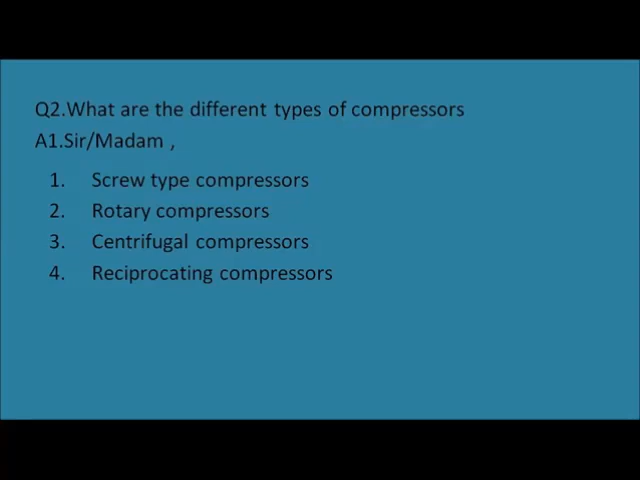 Q2.What are the different types of compressors
A1.Sir/Madam ,
1. Screw type compressors
2. Rotary compressors
3. Centrifugal compressors
4. Reciprocating compressors